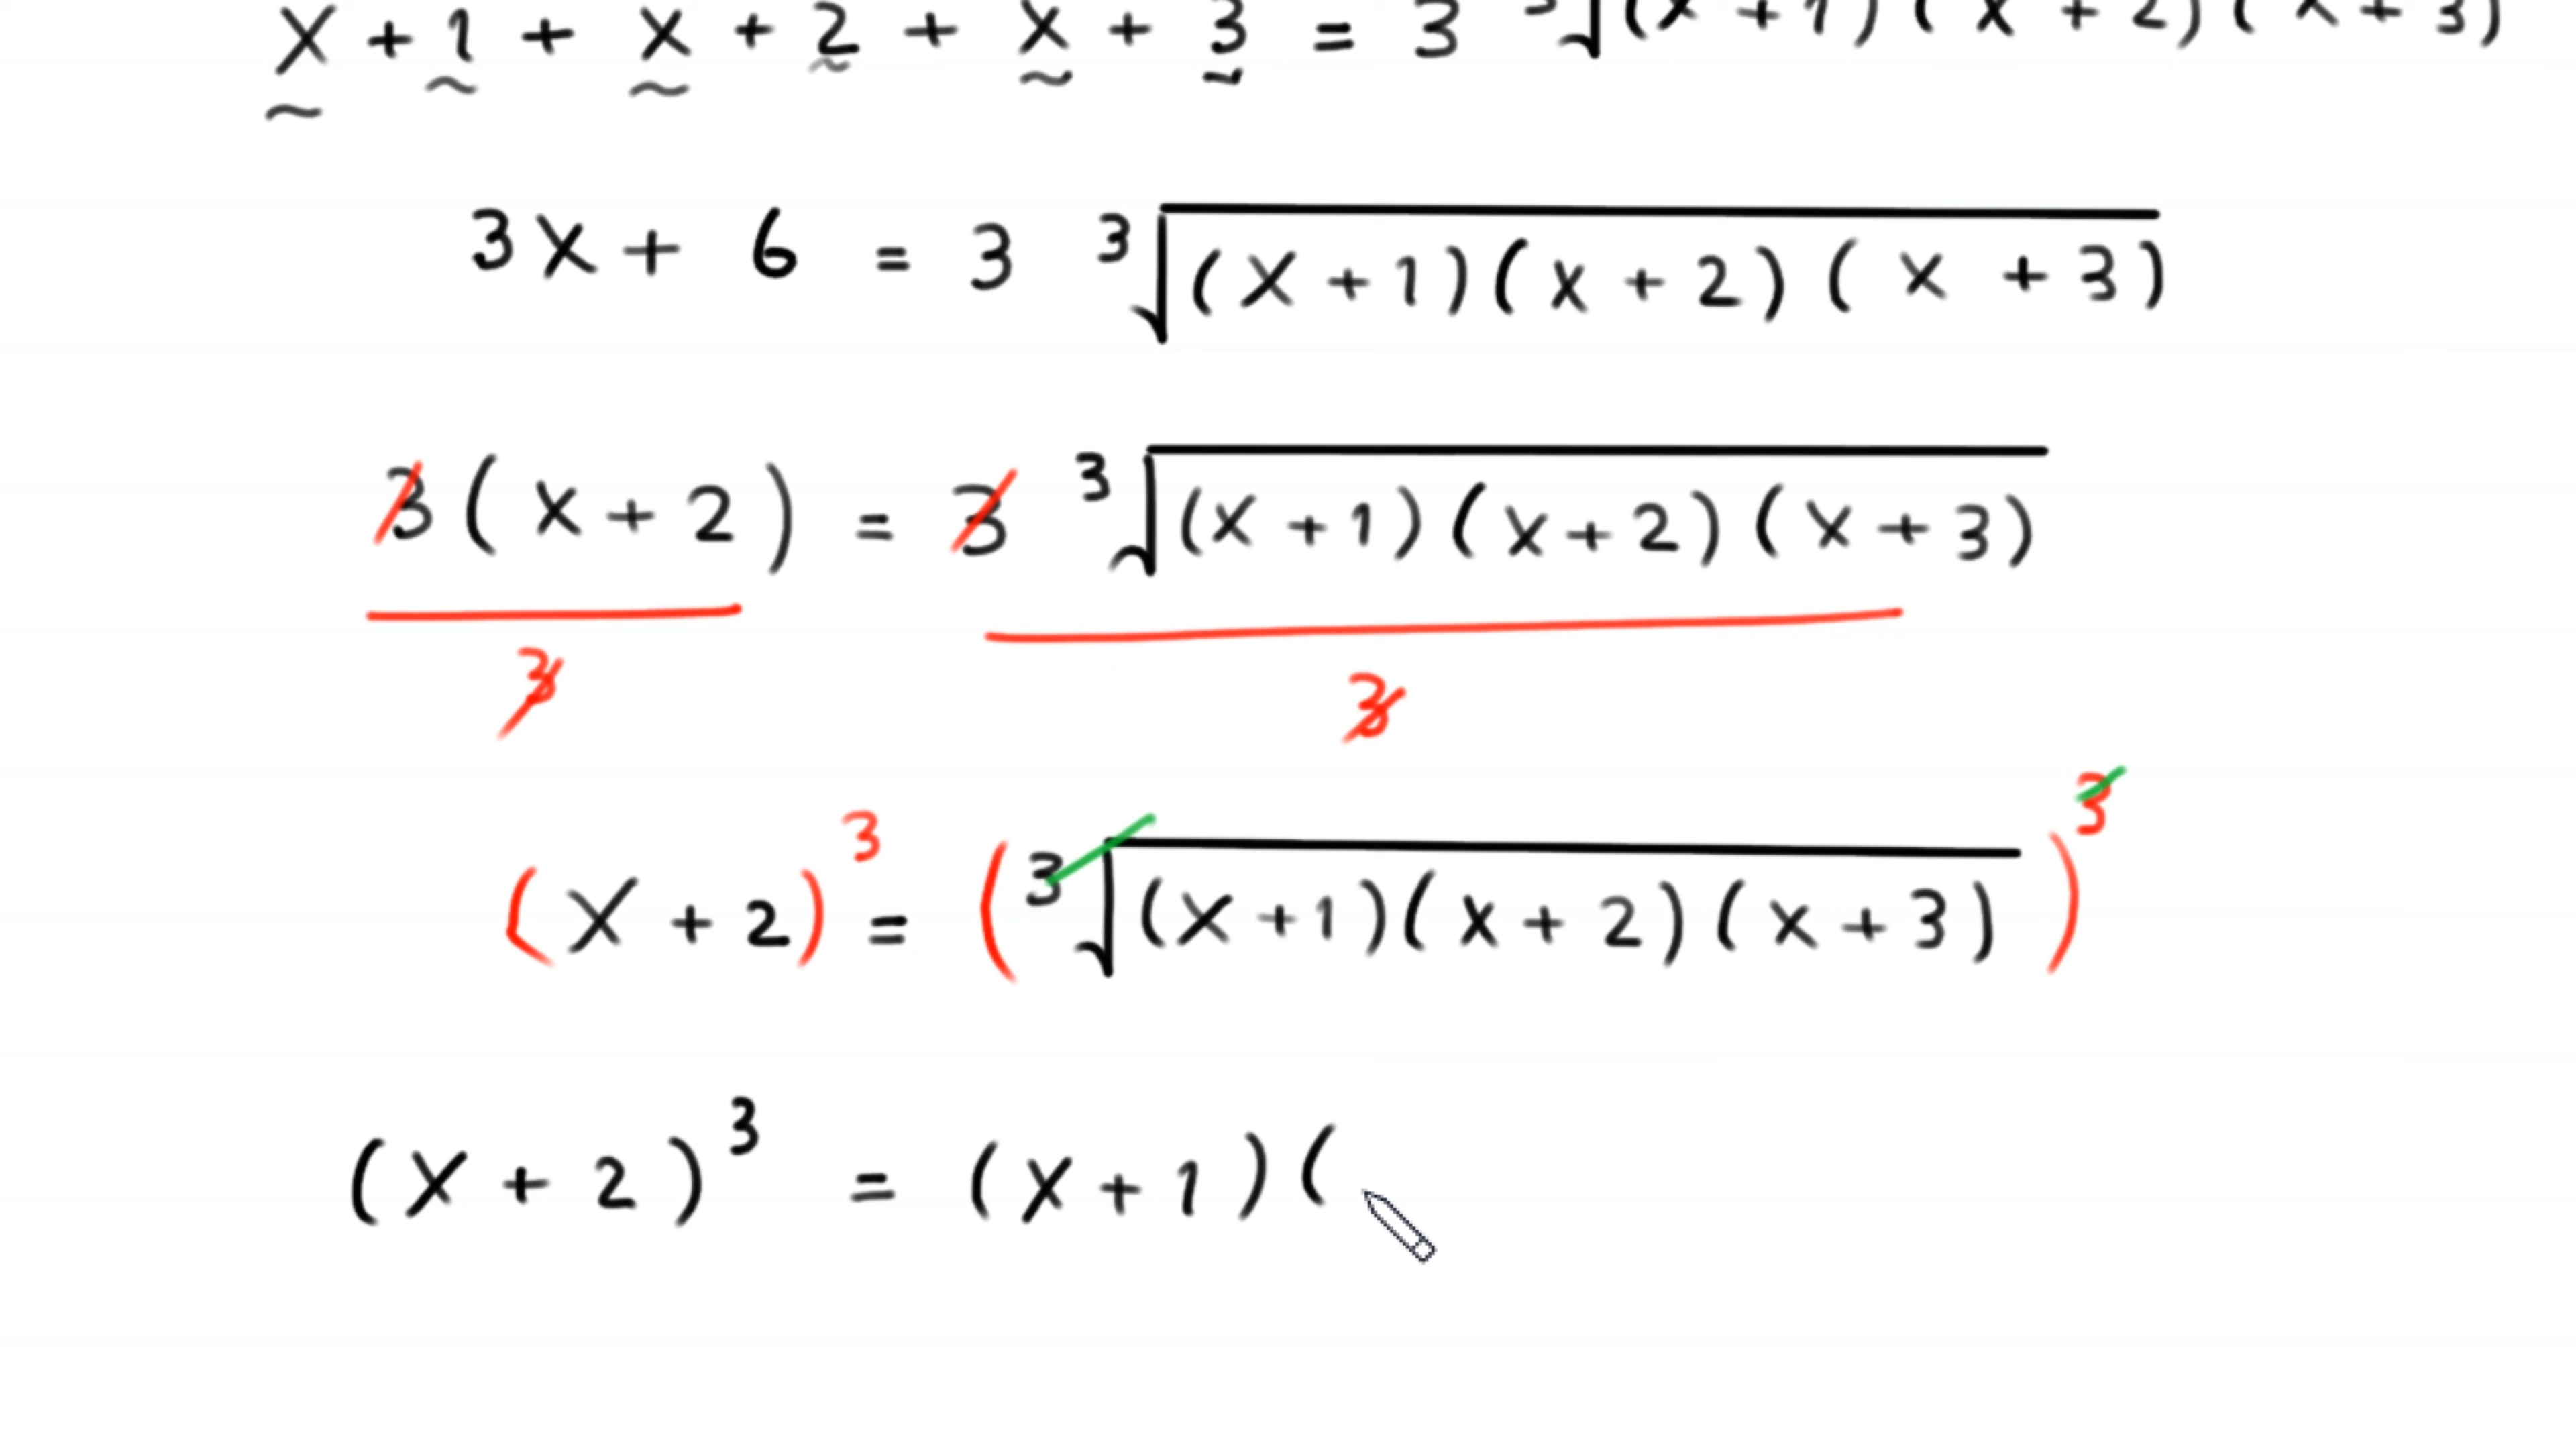 x + 1 + x + 2 + x + 3 = 3 ∛(x + 1)(x + 2)(x + 3)
3x + 6 = 3 ∛(x + 1)(x + 2)(x + 3)
3(x + 2) = 3 ∛(x + 1)(x + 2)(x + 3)
3 3
(x + 2)³ = (∛(x + 1)(x + 2)(x + 3))³
(x + 2)³ = (x + 1)(